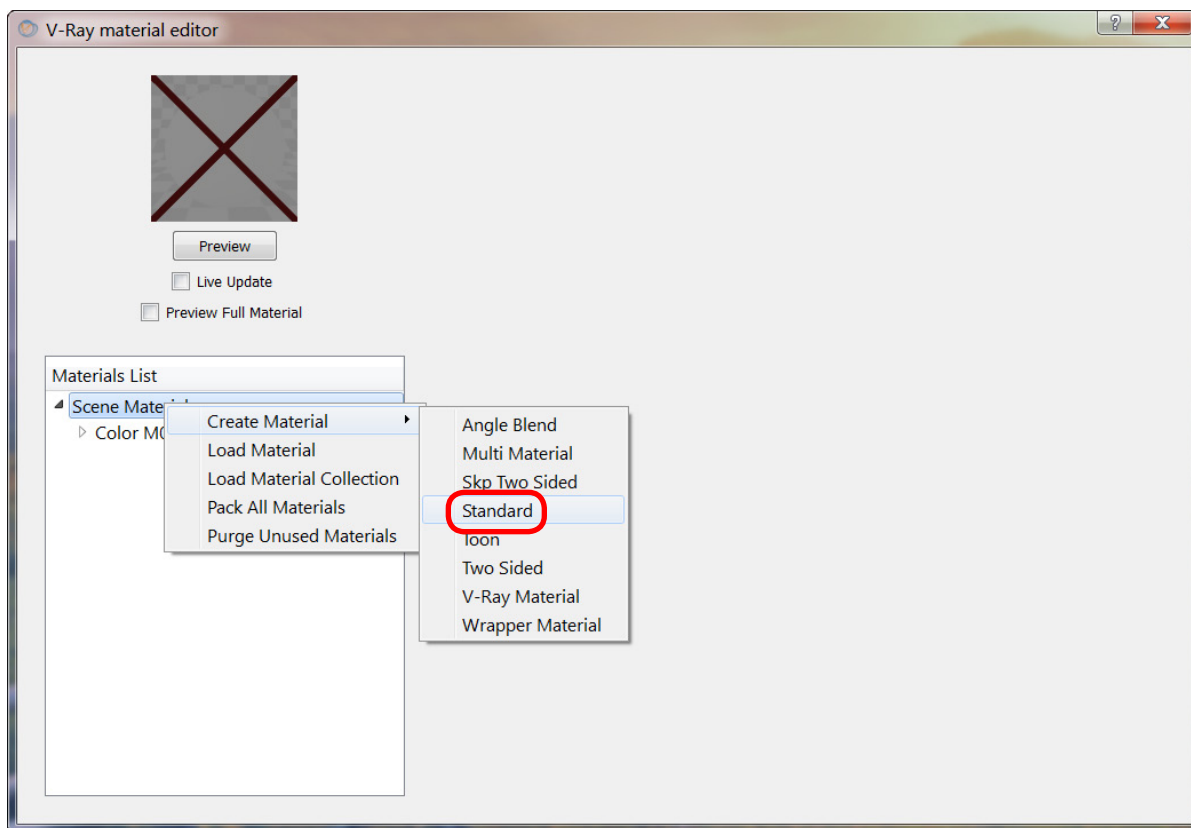 V-Ray material editor
Preview
Live Update
Preview Full Material
Materials List
Scene
Color
Create Material
Load Material
Load Material Collection
Pack All Materials
Purge Unused Materials
Angle Blend
Multi Material
Skp Two Sided
Standard
Toon
Two Sided
V-Ray Material
Wrapper Material